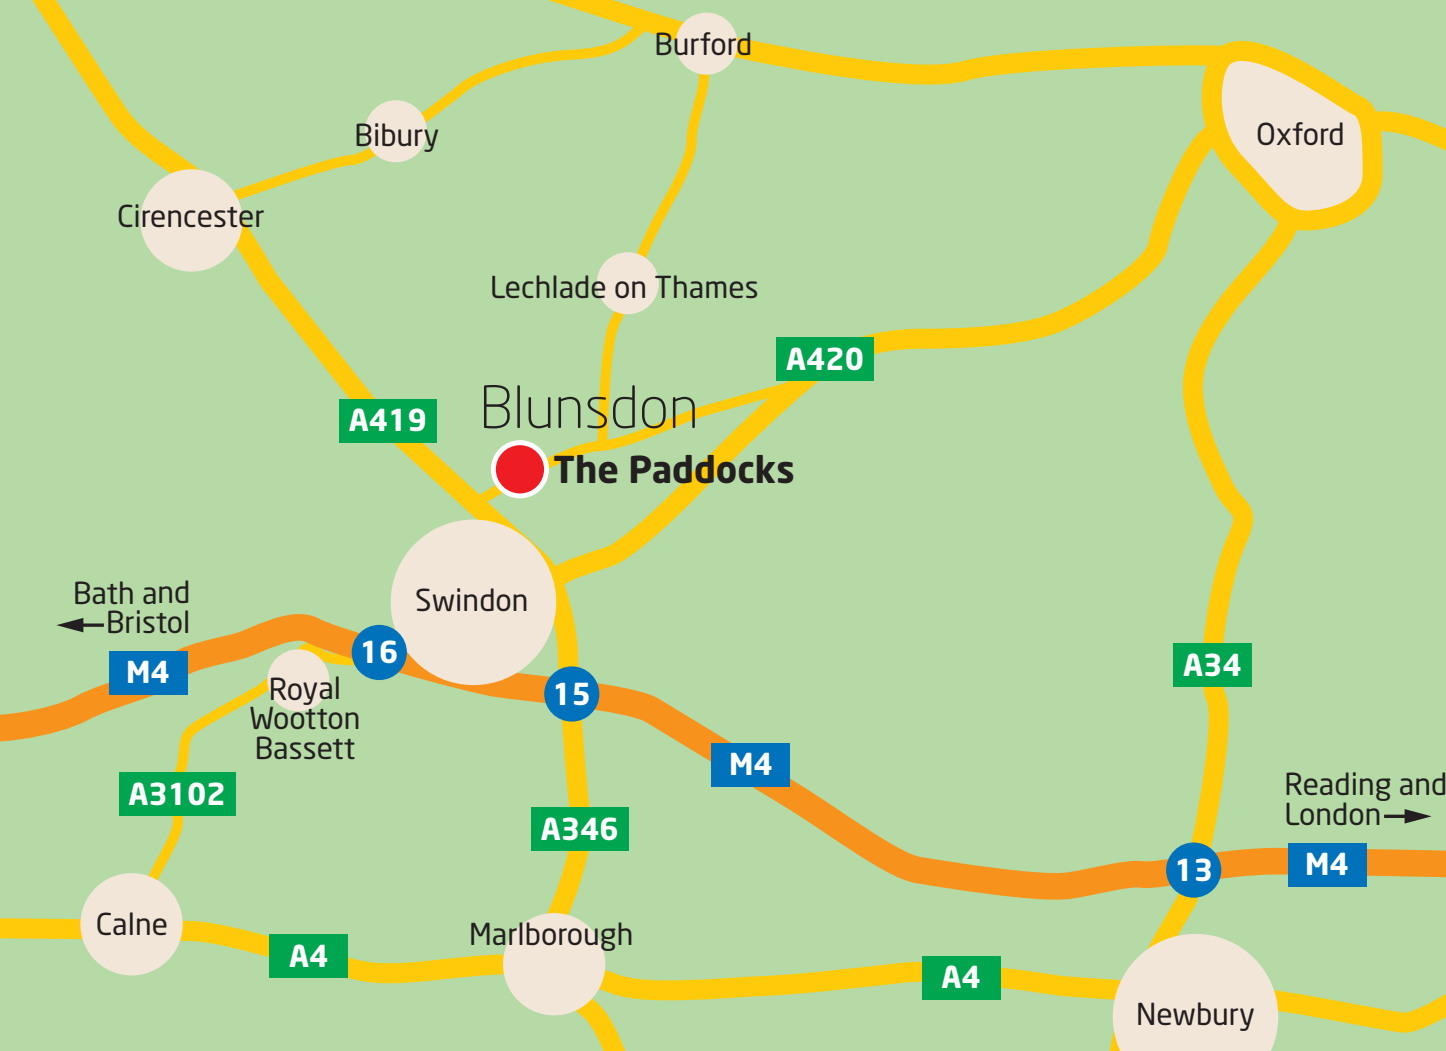 Burford
Bibury
Oxford
Cirencester
Lechlade on Thames
A420
Blunsdon
A419
The Paddocks
Bath and
Bristol
Swindon
16
M4
A34
15
Royal
Wootton
Bassett
M4
A3102
Reading and
London
A346
13
M4
Calne
Marlborough
A4
A4
Newbury